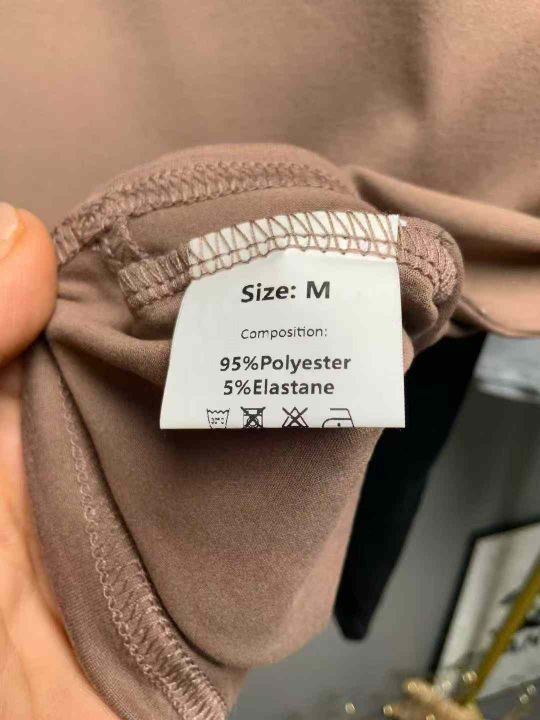 Size: M
Composition:
95%Polyester
5%Elastane